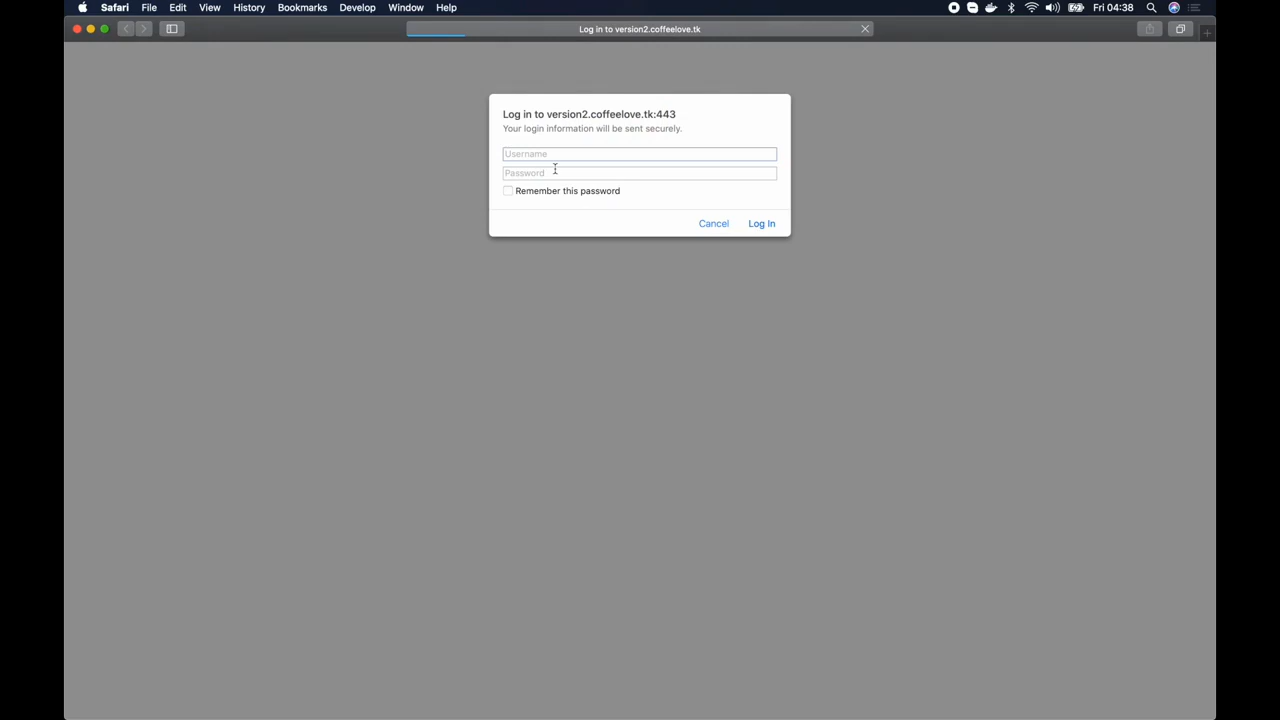 Safari File Edit View History Bookmarks Develop Window Help Fri 04:38
Log in to version2.coffeelove.tk
Log in to version2.coffeelove.tk:443
Your login information will be sent securely.
Username
Password
Remember this password
Cancel Log In